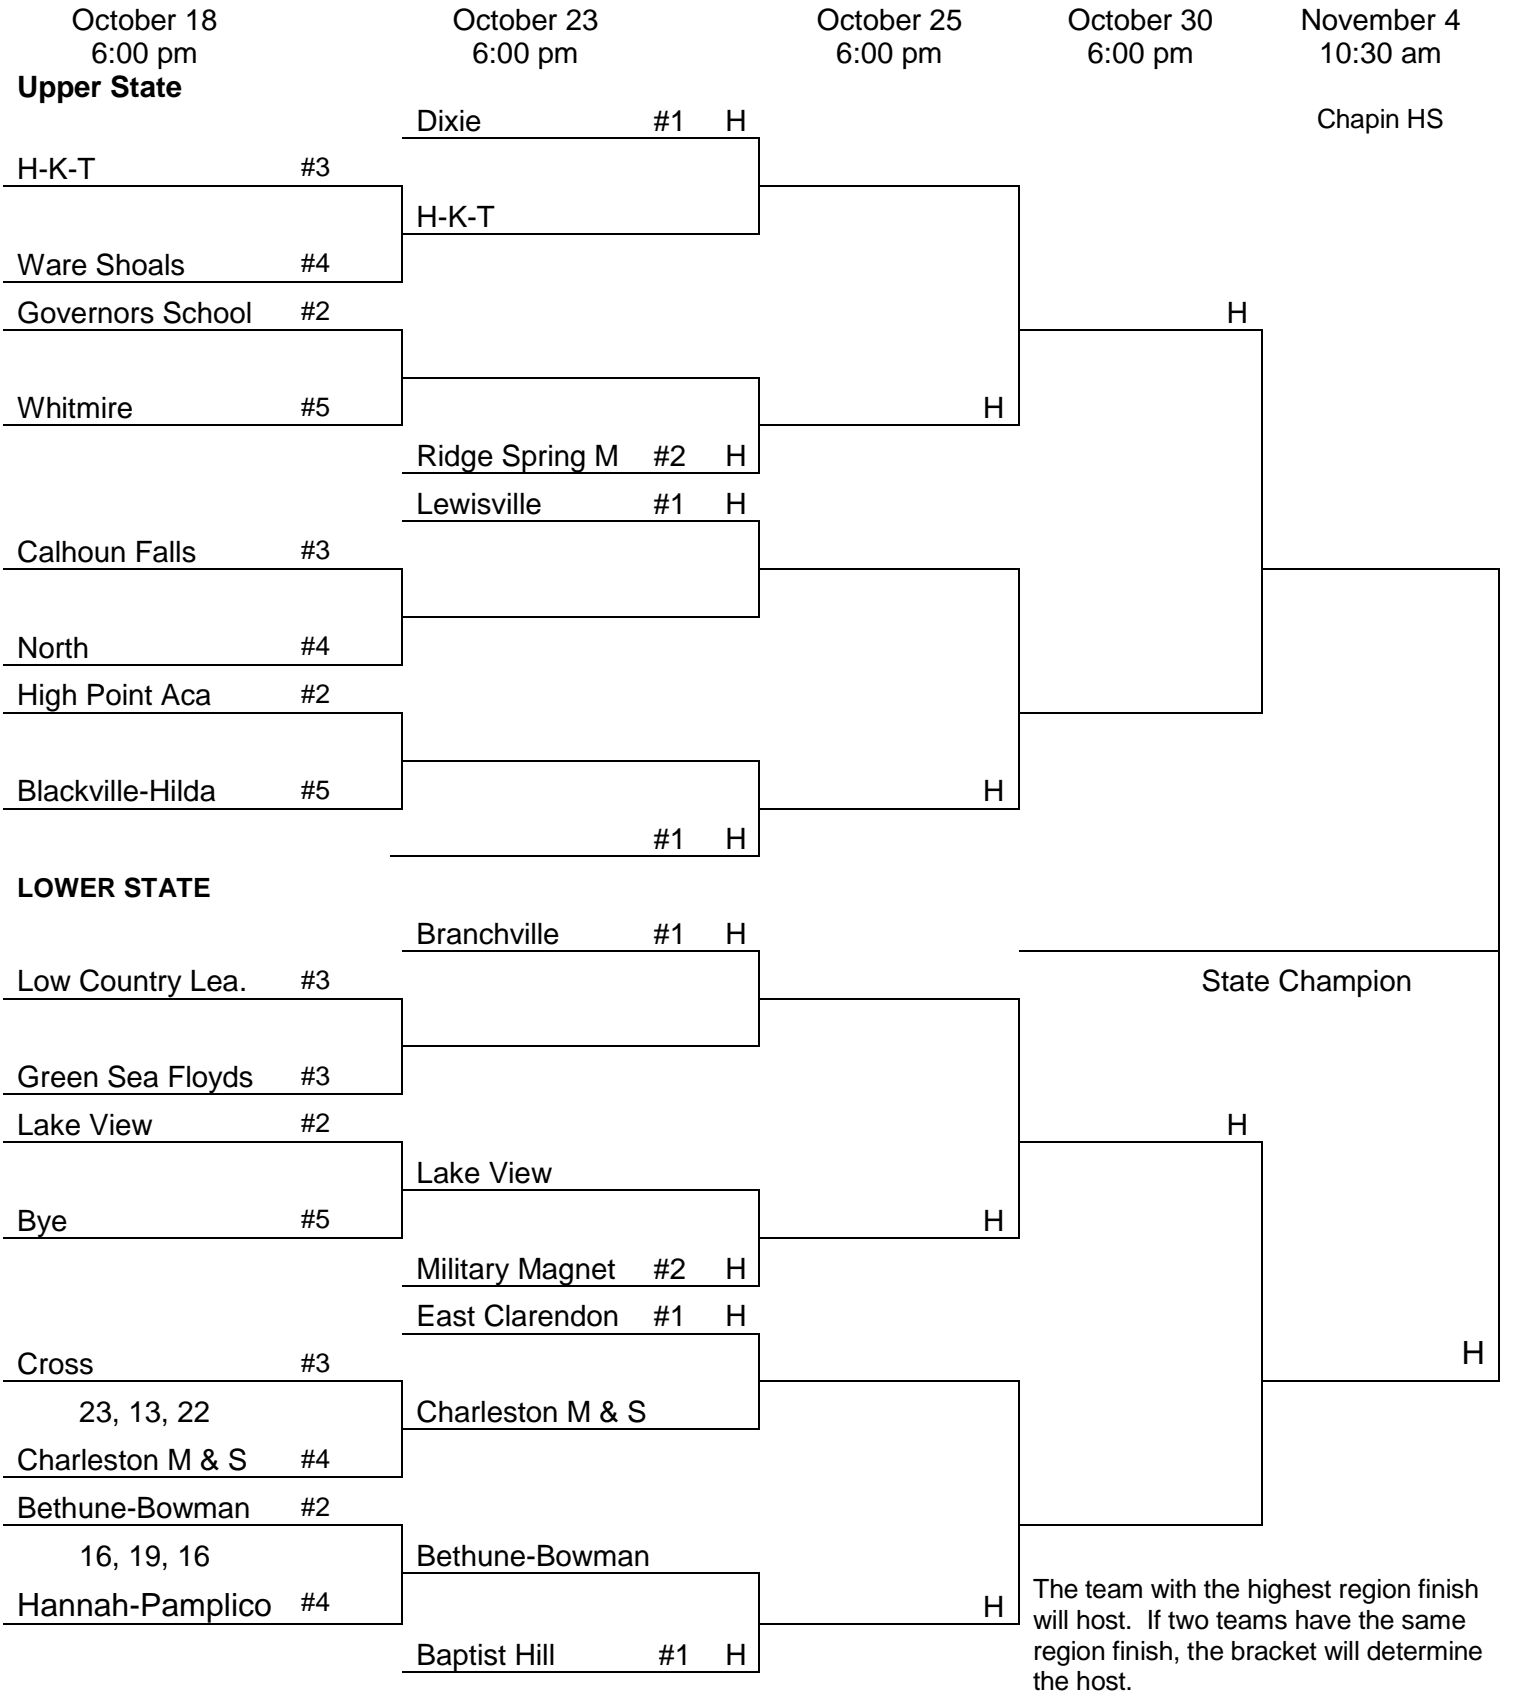 October 18 October 23 October 25 October 30 November 4
6:00 pm 6:00 pm 6:00 pm 6:00 pm 10:30 am
Upper State
Dixie #1 H Chapin HS
H-K-T #3
H-K-T
Ware Shoals #4
Governors School #2 H
Whitmire #5 H
Ridge Spring M #2 H
Lewisville #1 H
Calhoun Falls #3
North #4
High Point Aca #2
Blackville-Hilda #5 H
#1 H
LOWER STATE
Branchville #1 H
Low Country Lea. #3 State Champion
Green Sea Floyds #3
Lake View #2 H
Lake View
Bye #5 H
Military Magnet #2 H
East Clarendon #1 H
Cross #3 H
23, 13, 22 Charleston M & S
Charleston M & S #4
Bethune-Bowman #2
16, 19, 16 Bethune-Bowman
Hannah-Pamplico #4 H
Baptist Hill #1 H
The team with the highest region finish
will host. If two teams have the same
region finish, the bracket will determine
the host.